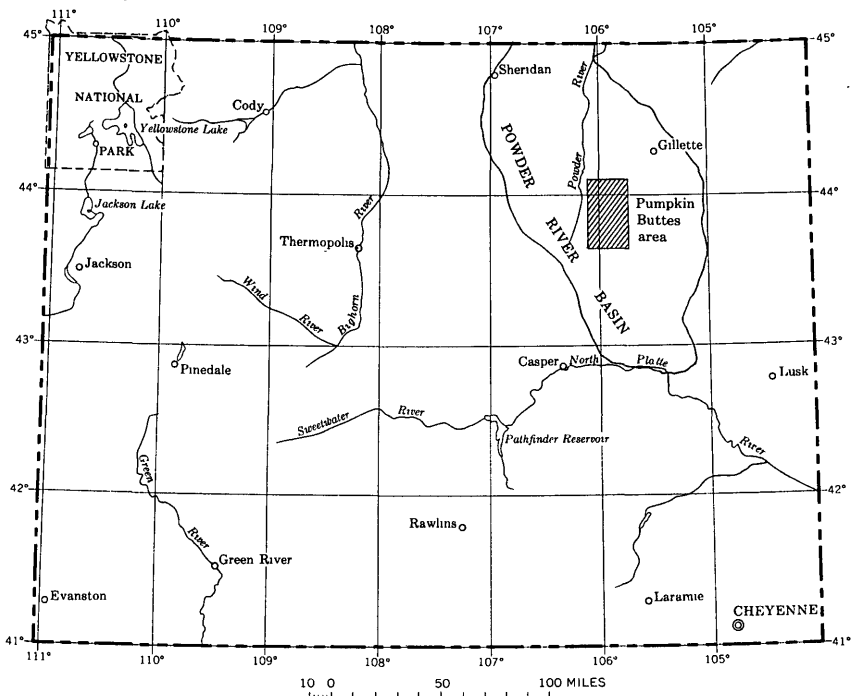 111° 110° 109° 108° 107° 106° 105°
45° 45°
YELLOWSTONE
NATIONAL
PARK
Yellowstone Lake
Cody
Sheridan
River
Powder
Gillette
POWDER
RIVER
BASIN
44° 44°
Jackson Lake
River
Pumpkin
Buttes
area
Thermopolis
Jackson
Wind
River
Bighorn
43° 43°
Pinedale
Casper
North Platte
Lusk
Sweetwater River
Pathfinder Reservoir
River
Green
42° 42°
Rawlins
River
Green River
Evanston
Laramie
CHEYENNE
41° 41°
111° 110° 109° 108° 107° 106° 105°
10 0 50 100 MILES